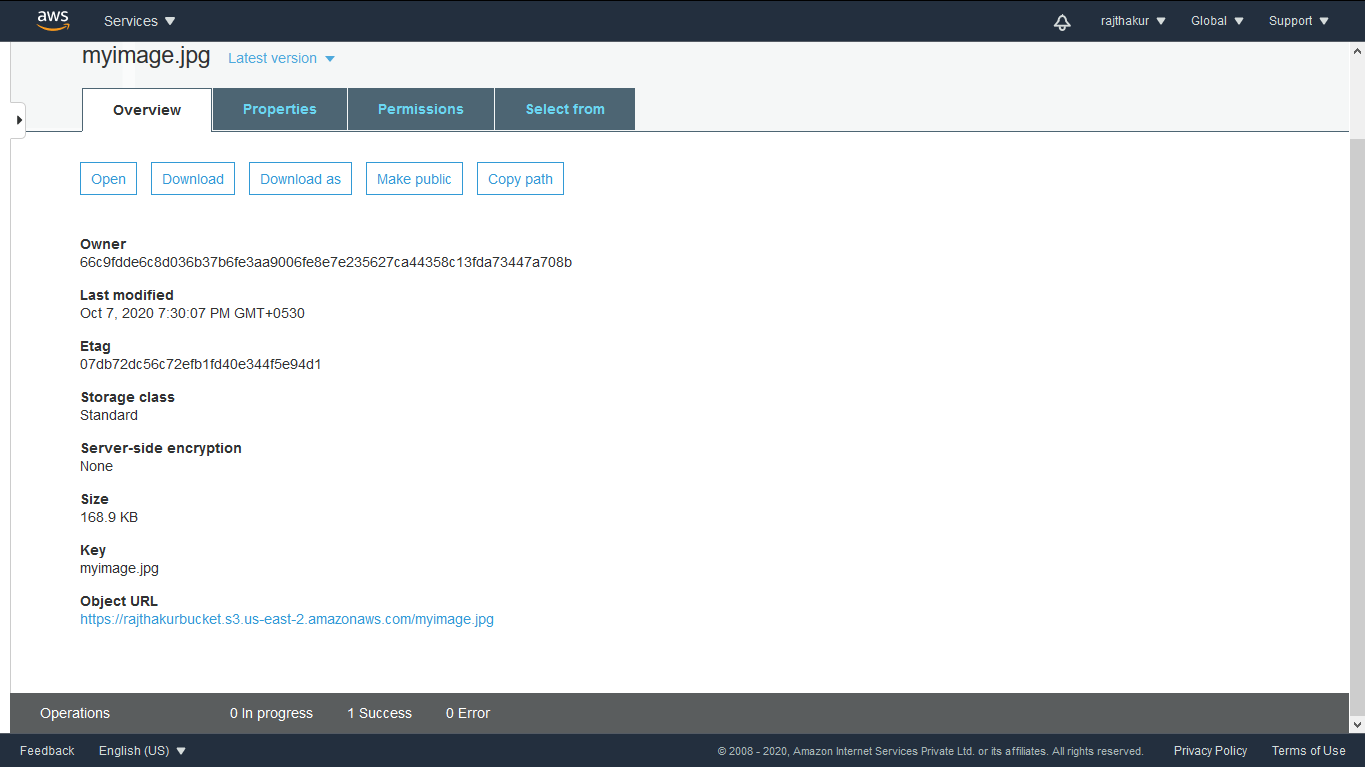 aws Services rajthakur Global Support
myimage.jpg Latest version
Overview Properties Permissions Select from
Open Download Download as Make public Copy path
Owner
66c9fdde6c8d036b37b6fe3aa9006fe8e7e235627ca44358c13fda73447a708b
Last modified
Oct 7, 2020 7:30:07 PM GMT+0530
Etag
07db72dc56c72efb1fd40e344f5e94d1
Storage class
Standard
Server-side encryption
None
Size
168.9 KB
Key
myimage.jpg
Object URL
https://rajthakurbucket.s3.us-east-2.amazonaws.com/myimage.jpg
Operations 0 In progress 1 Success 0 Error
Feedback English (US) © 2008 - 2020, Amazon Internet Services Private Ltd. or its affiliates. All rights reserved. Privacy Policy Terms of Use